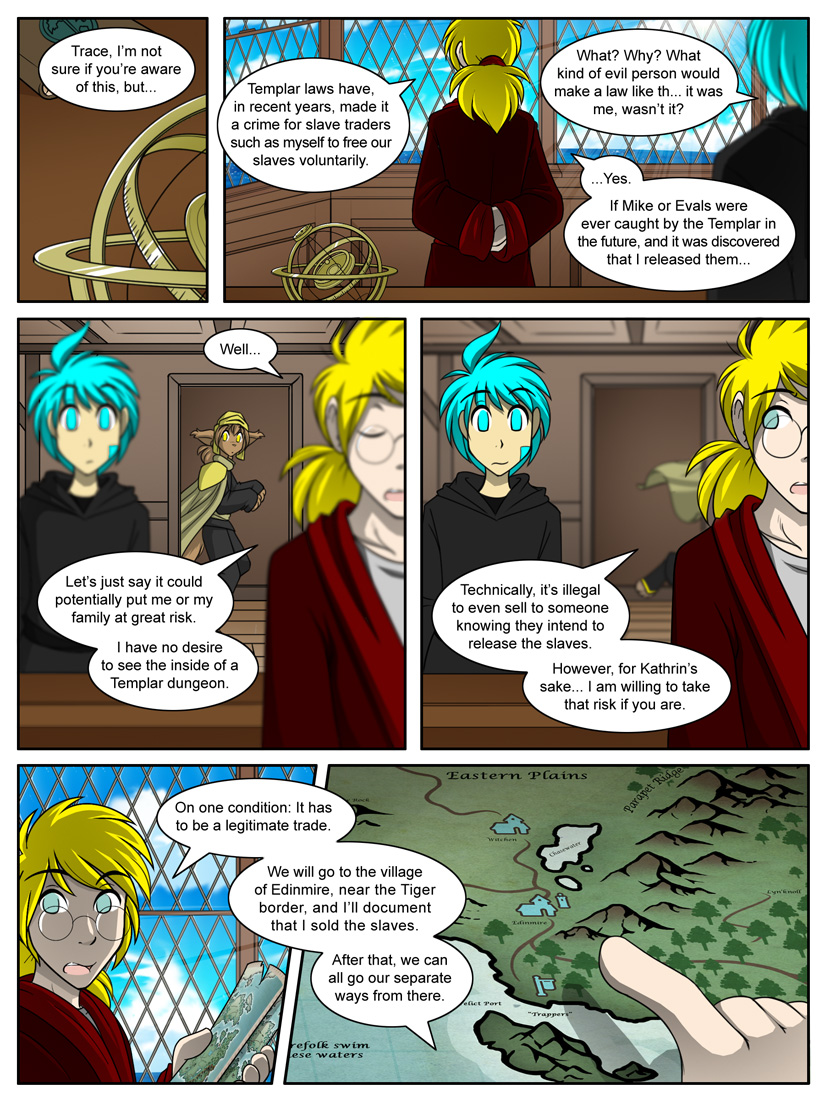 Trace, I'm not
sure if you're aware
of this, but...
Templar laws have,
in recent years, made it
a crime for slave traders
such as myself to free our
slaves voluntarily.
What? Why? What
kind of evil person would
make a law like th... it was
me, wasn't it?
...Yes.
If Mike or Evals were
ever caught by the Templar in
the future, and it was discovered
that I released them...
Well...
Let's just say it could
potentially put me or my
family at great risk.
I have no desire
to see the inside of a
Templar dungeon.
Technically, it's illegal
to even sell to someone
knowing they intend to
release the slaves.
However, for Kathrin's
sake... I am willing to take
that risk if you are.
On one condition: It has
to be a legitimate trade.
We will go to the village
of Edinmire, near the Tiger
border, and I'll document
that I sold the slaves.
After that, we can
all go our separate
ways from there.
Eastern Plains
Parapet Ridge
Witchon
Chasewater
Edinmire
Lyn'knoll
elict Port
"Trappers"
refolk swim
ese waters